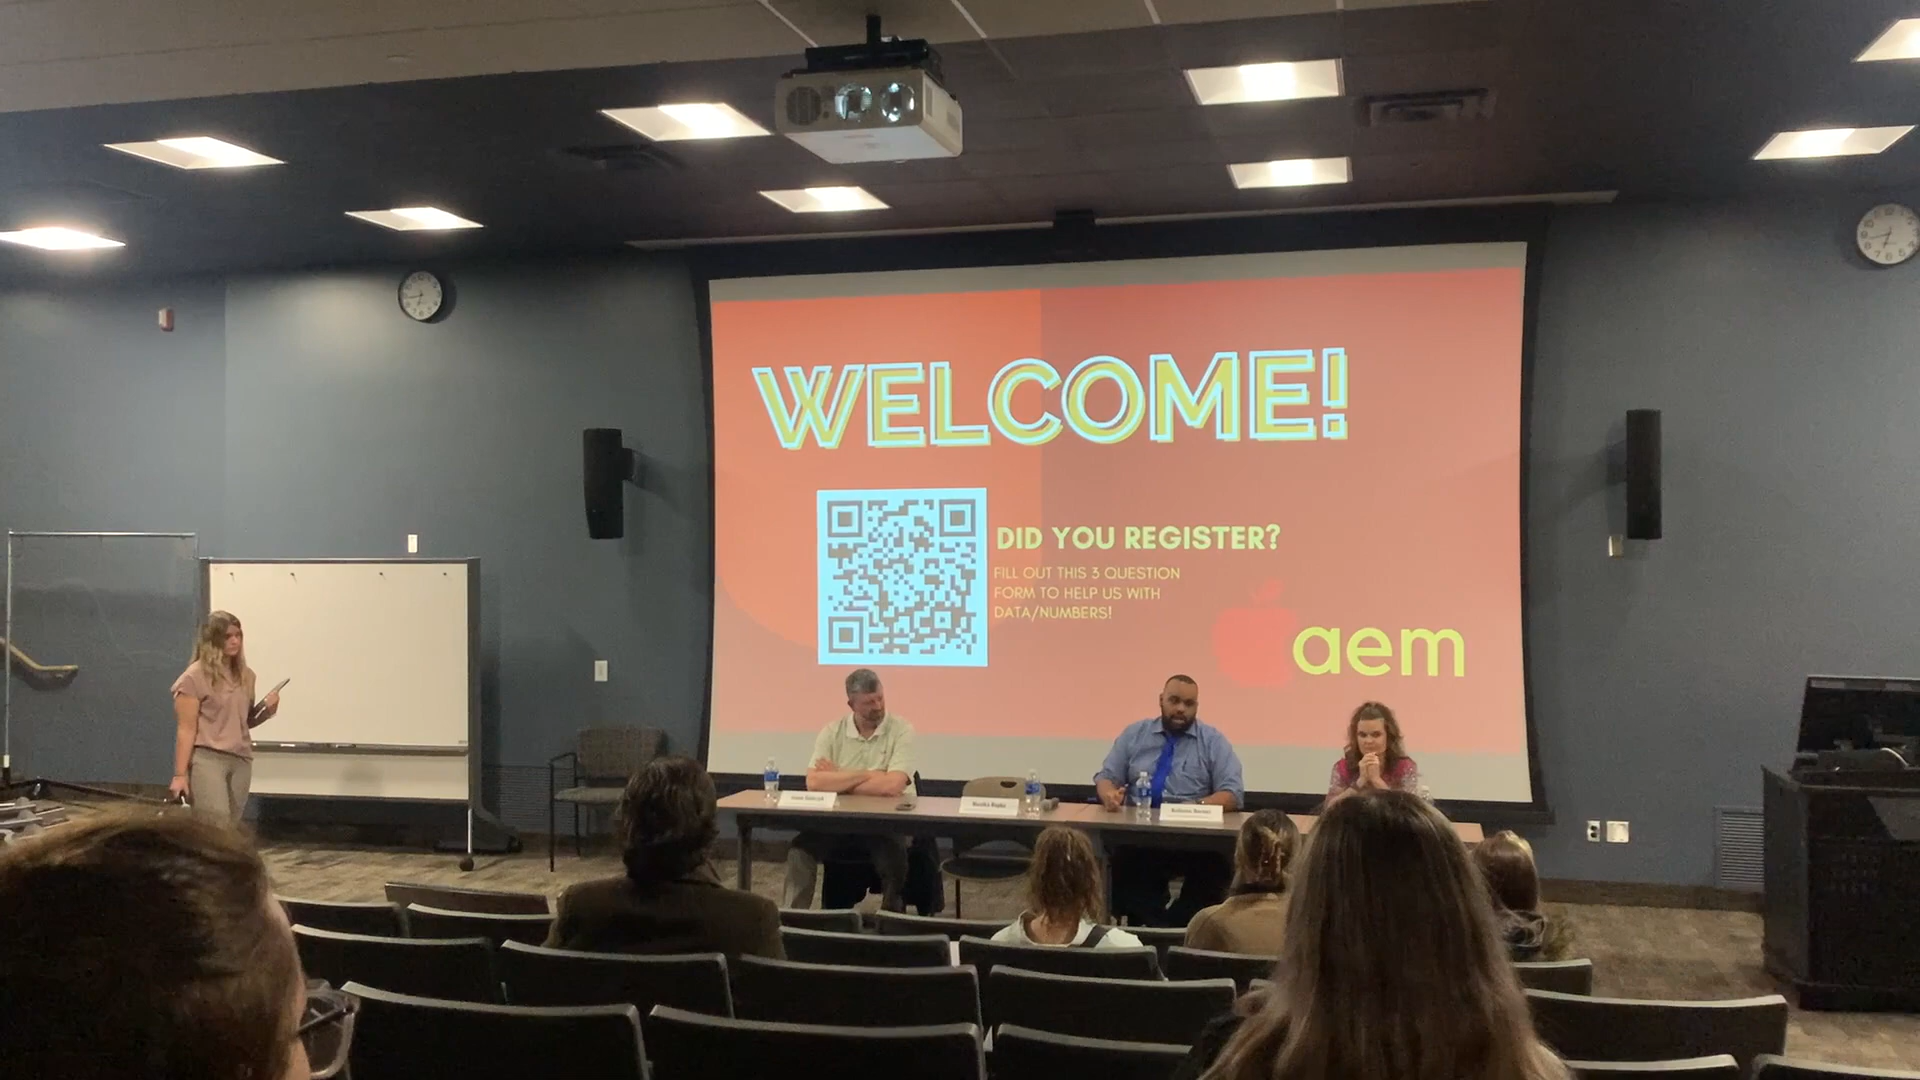 WELCOME!
DID YOU REGISTER?
FILL OUT THIS 3 QUESTION
FORM TO HELP US WITH
DATA/NUMBERS!
aem